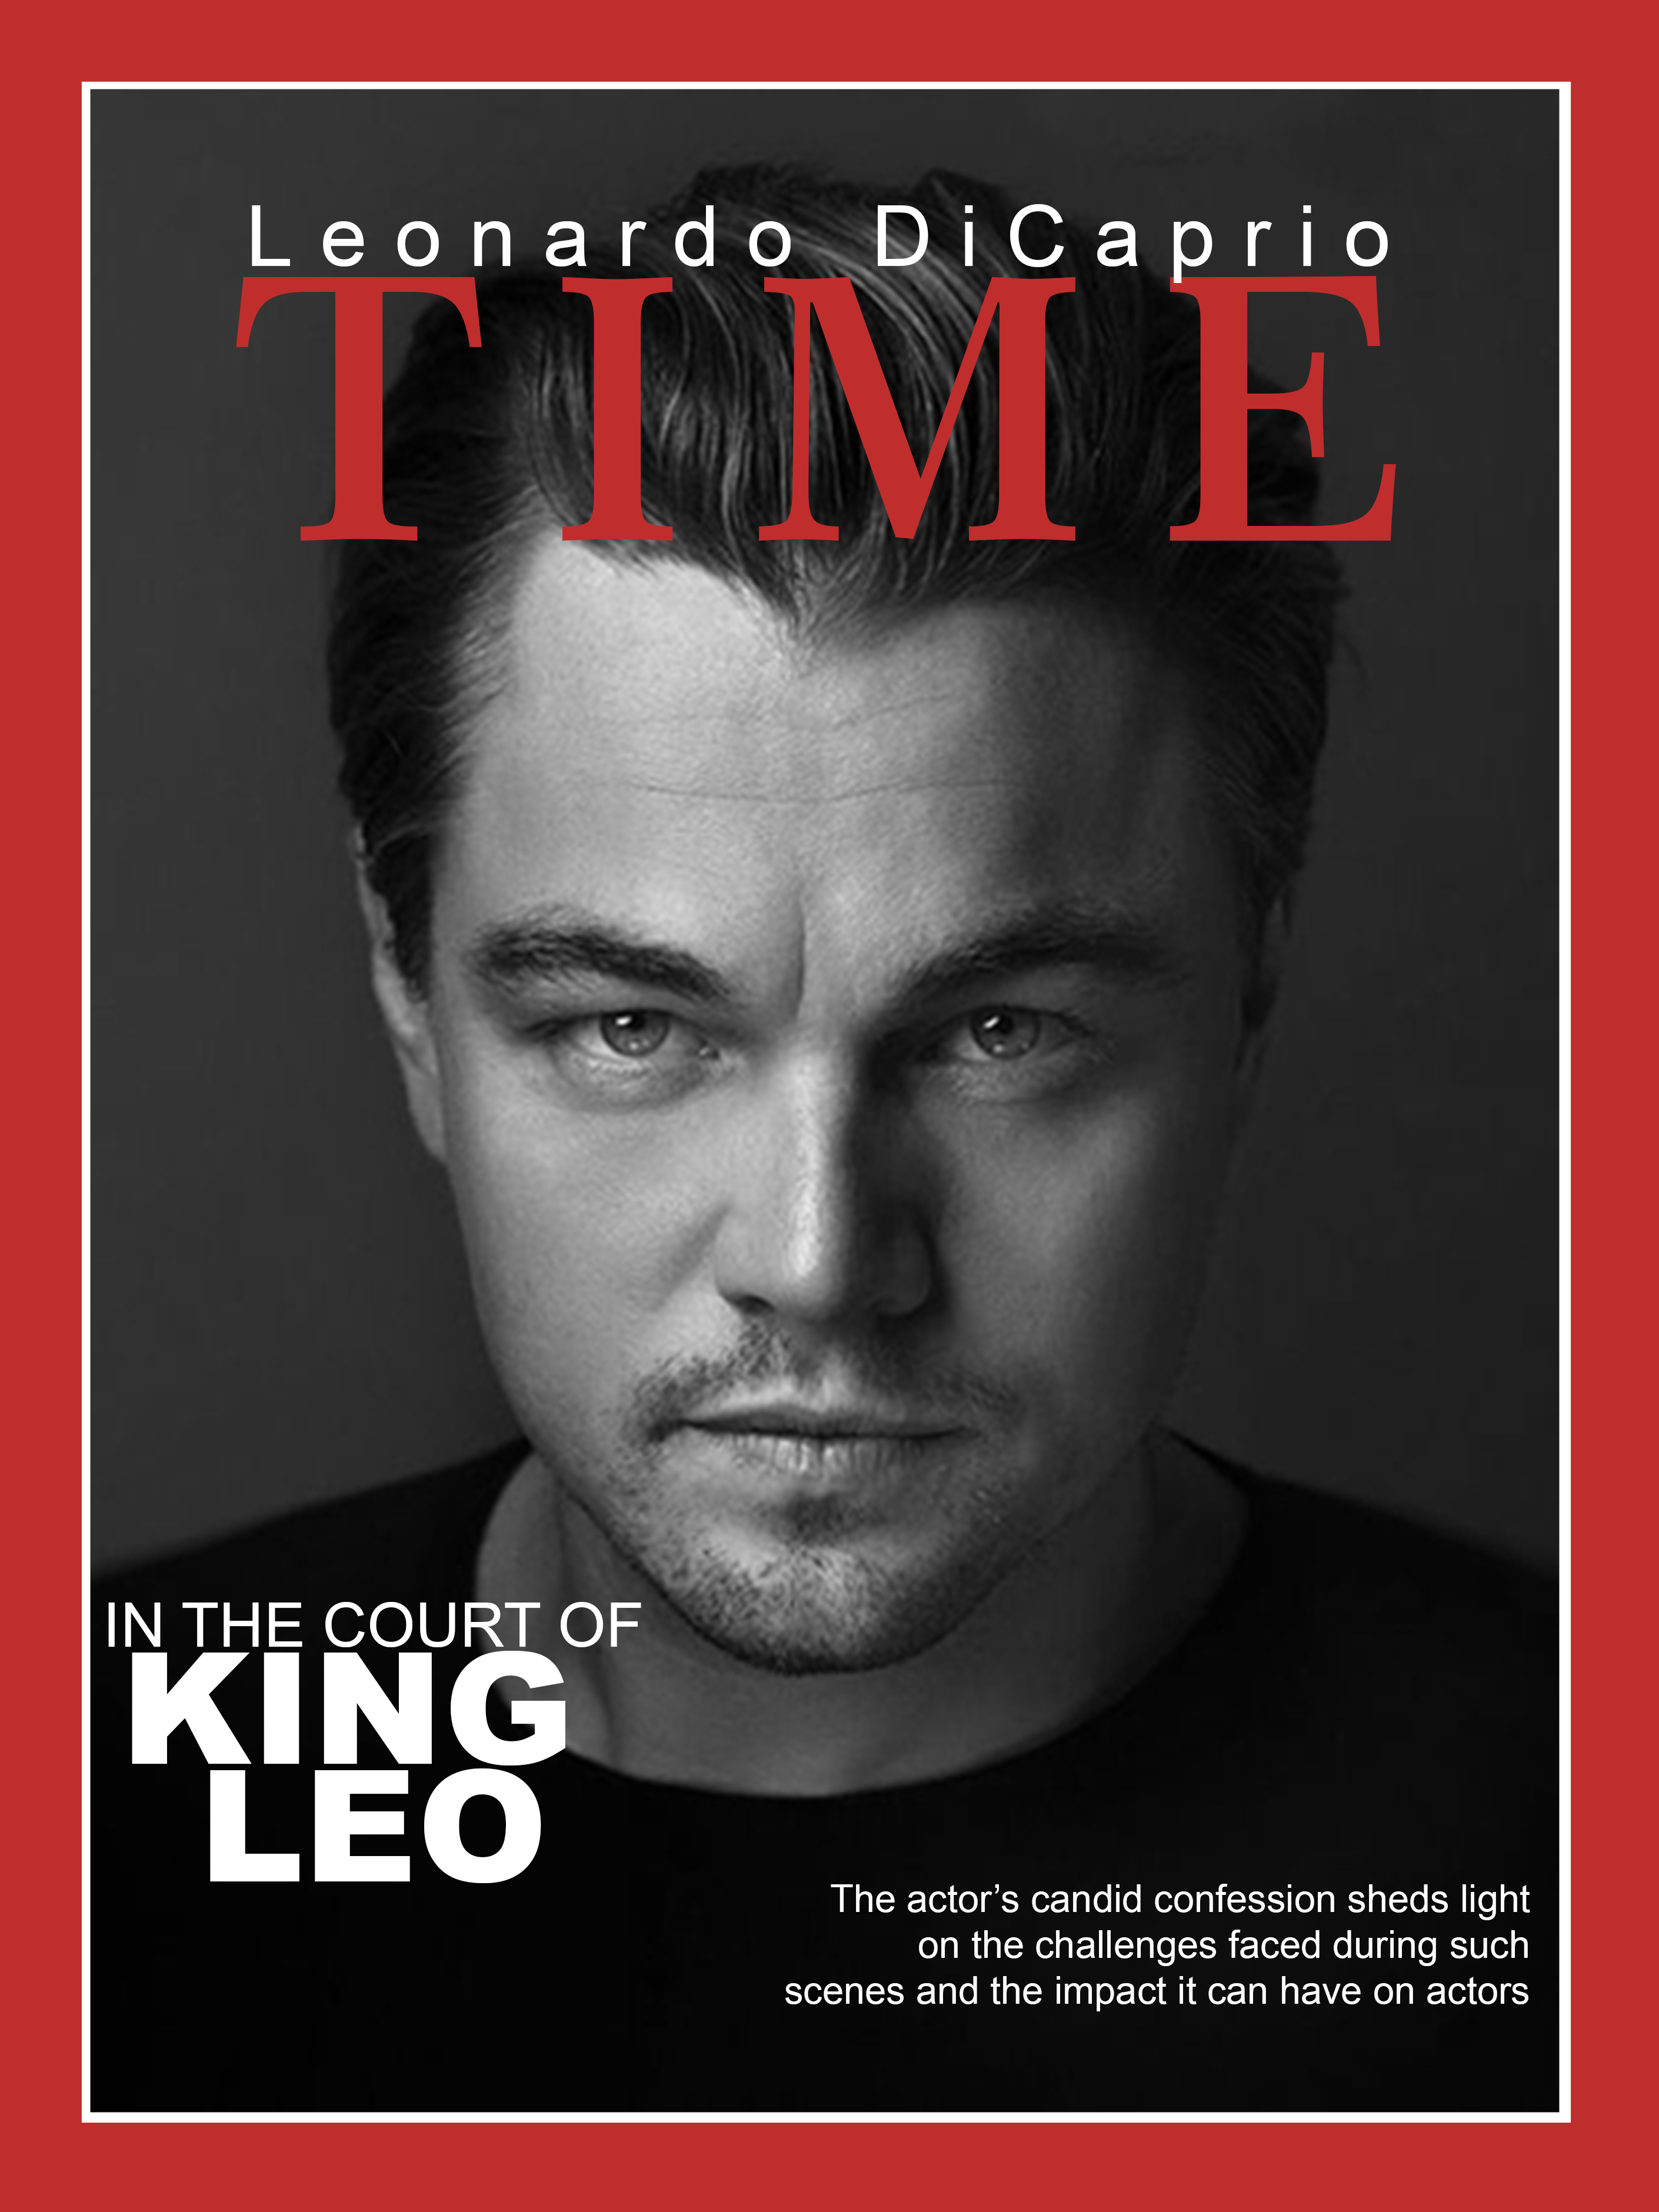 Leonardo DiCaprio
TIME
IN THE COURT OF
KING
LEO
The actor’s candid confession sheds light
on the challenges faced during such
scenes and the impact it can have on actors